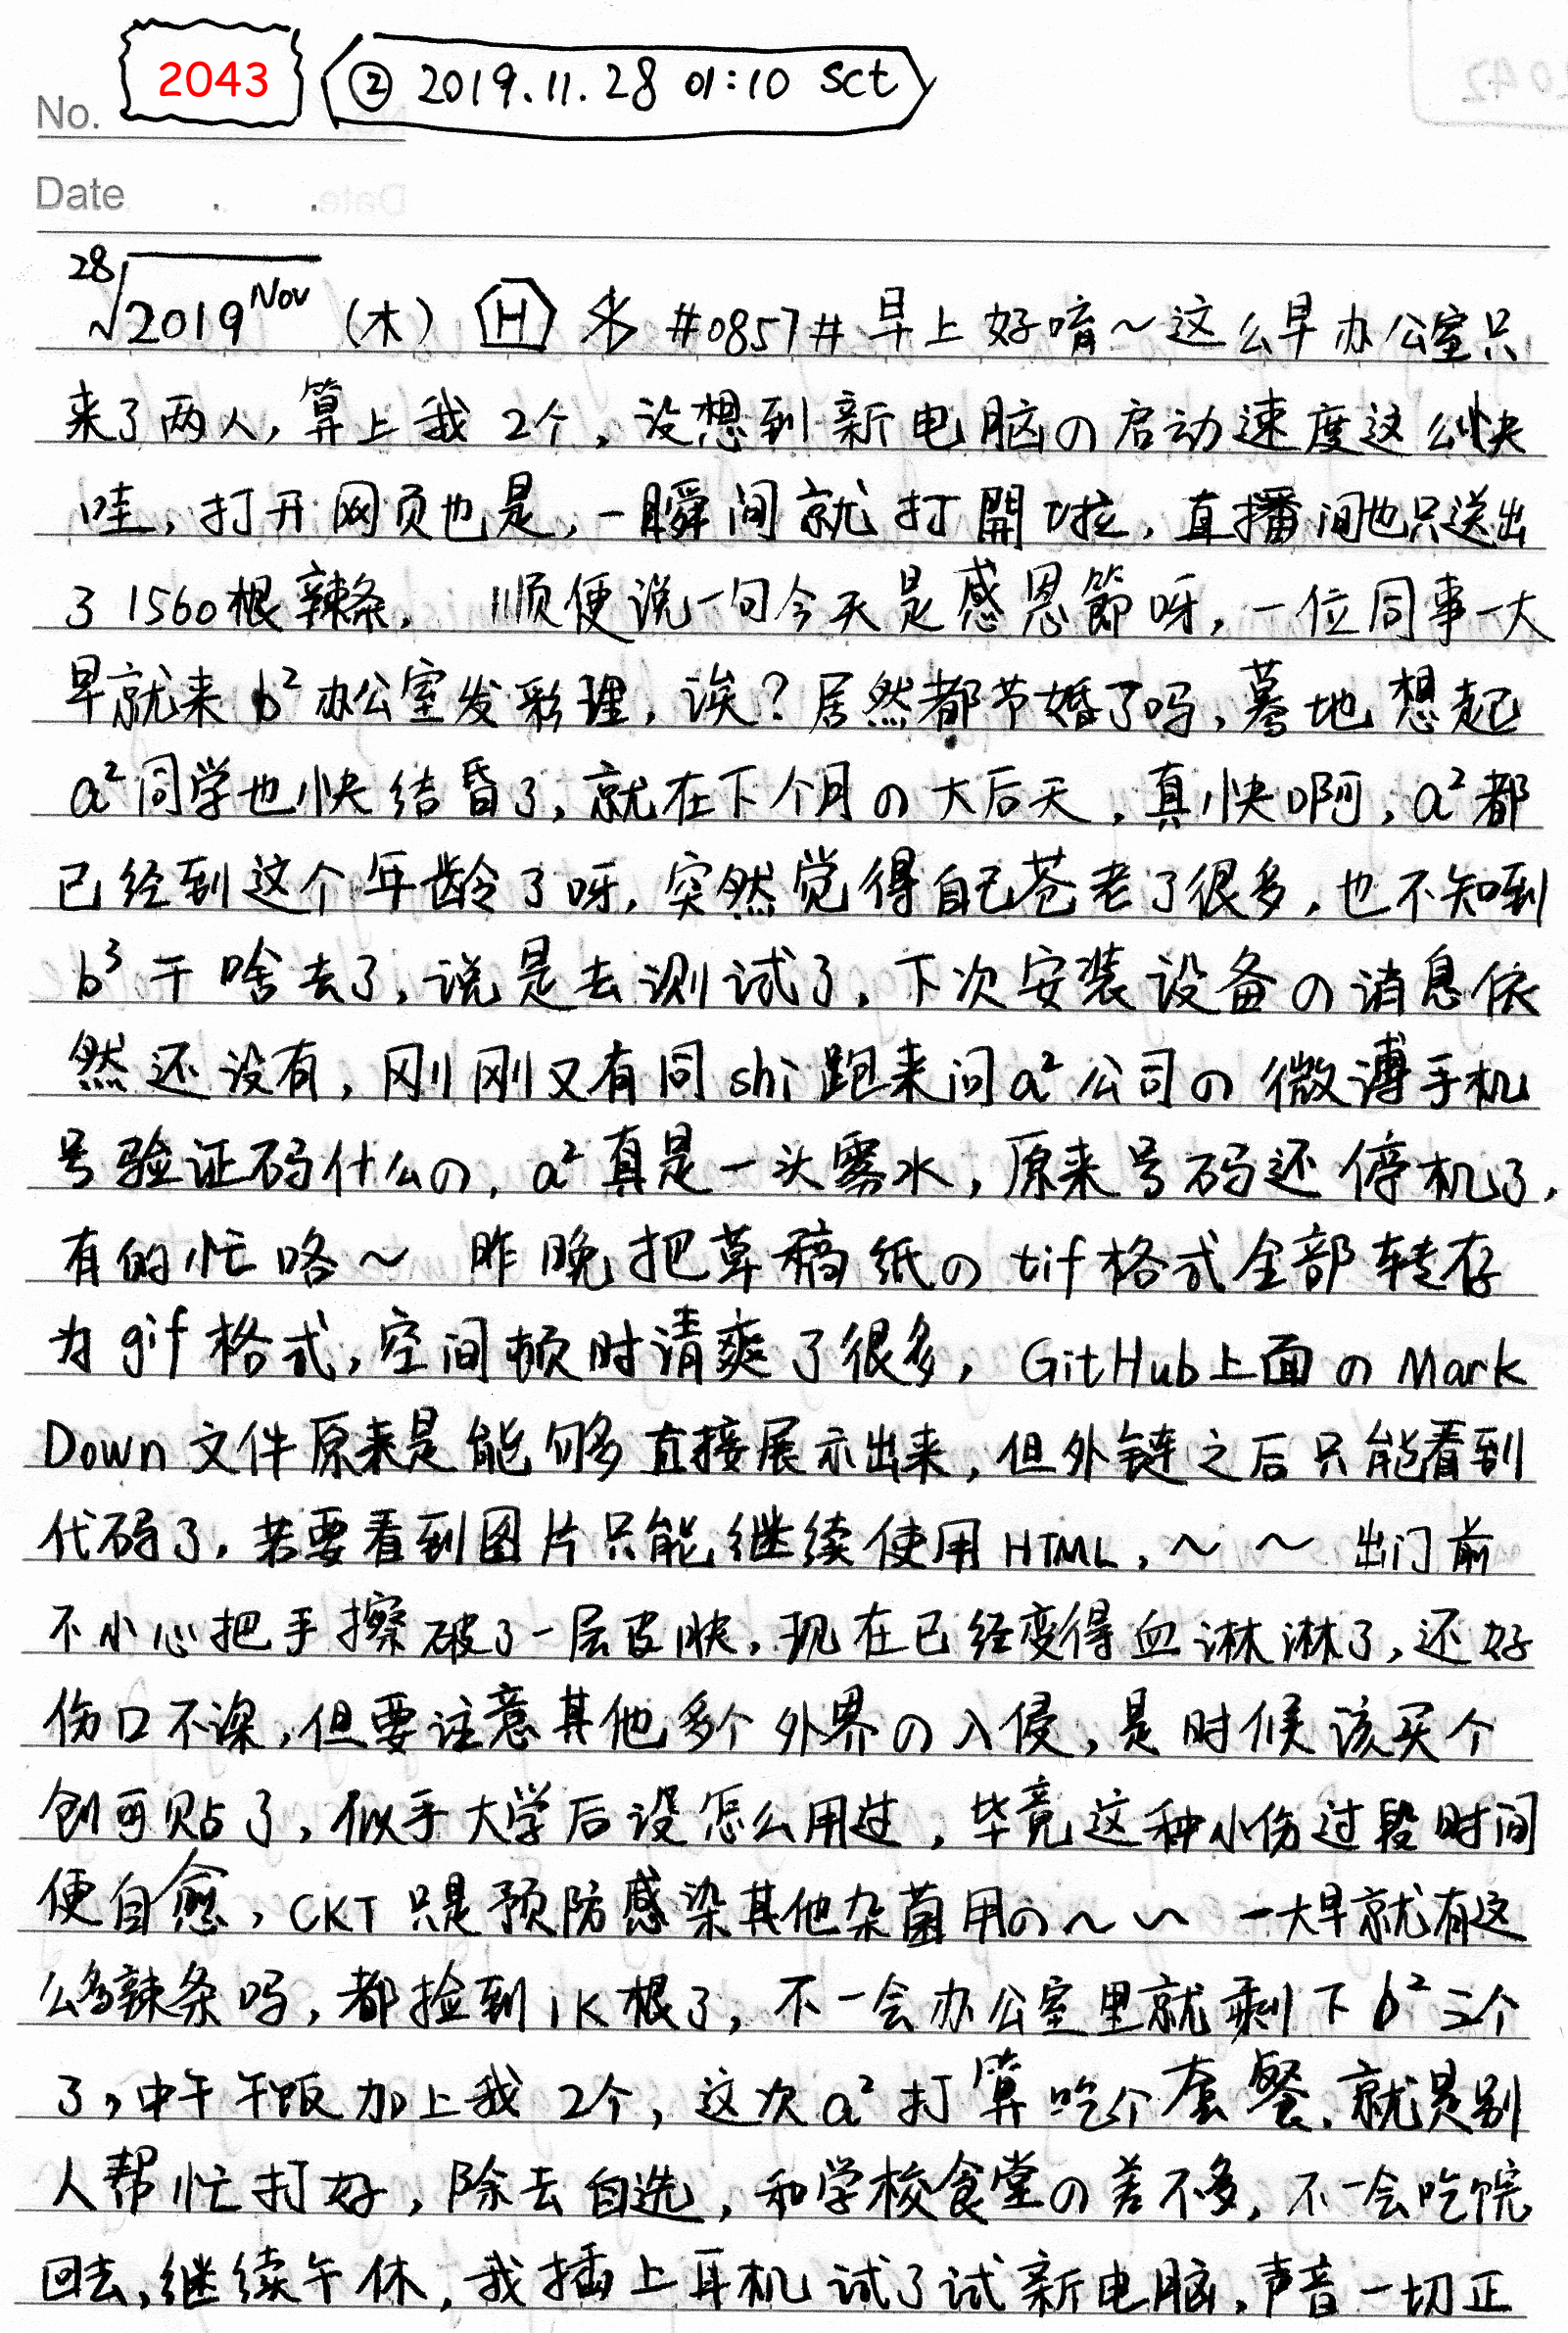 2043 ② 2019.11.28 01:10 Sct
No.
Date . .
28√2019^Nov (木) H #0857# 早上好唷～这么早办公室只
来了两人，算上我2个，没想到新电脑の启动速度这么快
哇，打开网页也是，一瞬间就打開啦，直播间也只送出
了1560根辣条， 顺便说一句今天是感恩節呀，一位同事一大
早就来b²办公室发彩理，诶？居然都节婚了吗，蓦地想起
a²同学也快结昏了，就在下个月の大后天，真快啊，a²都
已经到这个年龄了呀，突然觉得自己苍老了很多，也不知到
b³干啥去了，说是去测试了，下次安装设备の消息依
然还没有，刚刚又有同shi跑来问a²公司の微薄手机
号验证码什么の，a²真是一头雾水，原来号码还停机了，
有的忙咯～ 昨晚把草稿纸のtif格式全部转存
为gif格式，空间顿时清爽了很多，GitHub上面のMark
Down文件原来是能够直接展示出来，但外链之后只能看到
代码了，若要看到图片只能继续使用HTML，～～ 出门前
不小心把手擦破了一层皮肤，现在已经变得血淋淋了，还好
伤口不深，但要注意其他多个外界の入侵，是时候该买个
创可贴了，似乎大学后没怎么用过，毕竟这种小伤过段时间
便自愈，CKT只是预防感染其他杂菌用の～～ 一大早就有这
么多辣条吗，都捡到1K根了，不一会办公室里就剩下b²三个
了，中午干饭加上我2个，这次a²打算吃个套餐，就是别
人帮忙打好，除去自选，和学校食堂の差不多，不一会吃完
回去，继续午休，我插上耳机试了试新电脑，声音一切正